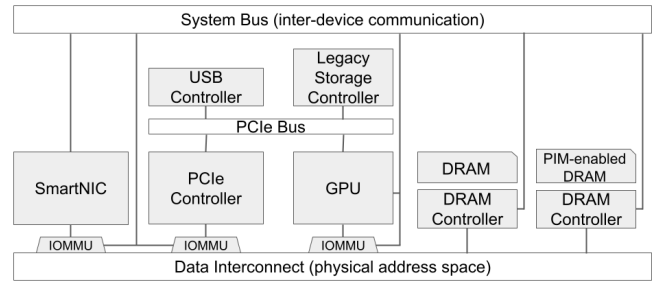 System Bus (inter-device communication)
USB
Controller
Legacy
Storage
Controller
PCIe Bus
SmartNIC
PCIe
Controller
GPU
DRAM
DRAM
Controller
PIM-enabled
DRAM
DRAM
Controller
IOMMU
IOMMU
IOMMU
Data Interconnect (physical address space)